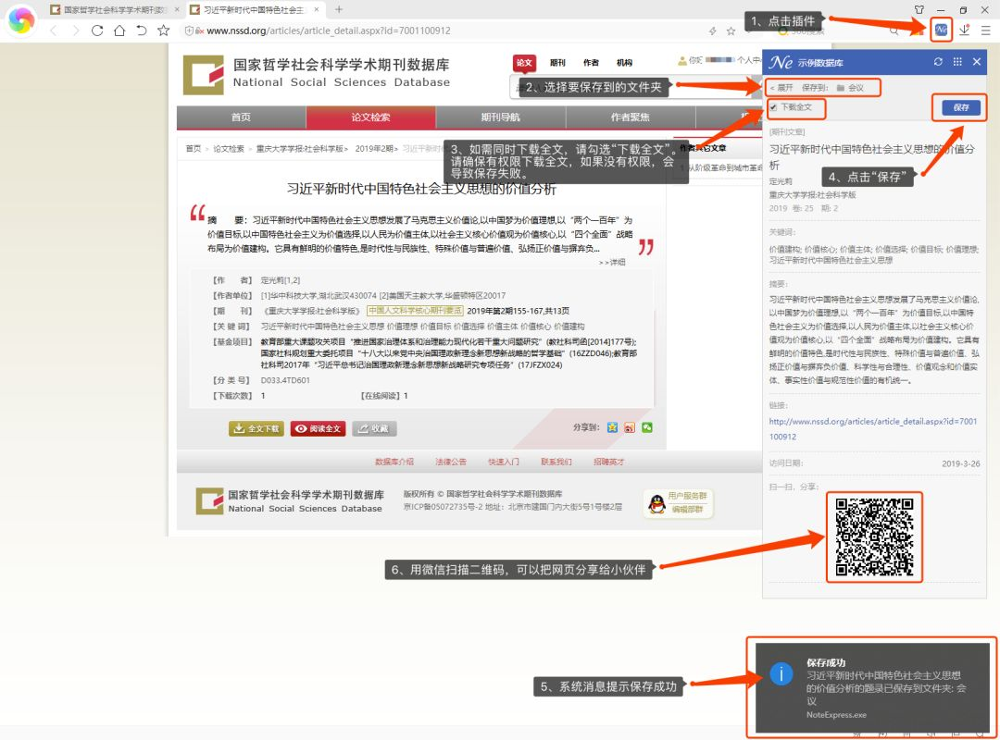 国家哲学社会科学学术期刊数据
习近平新时代中国特色社会主
www.nssd.org/articles/article_detail.aspx?id=7001100912
1、点击插件
国家哲学社会科学学术期刊数据库
National Social Sciences Database
论文 期刊 作者 机构
你好
个人中
2、选择要保存到的文件夹
首页 论文检索 期刊导航 作者聚焦
首页 > 论文检索 > 重庆大学学报:社会科学版> 2019年2期>
3、如需同时下载全文，请勾选“下载全文”。
请确保有权限下载全文，如果没有权限，会
导致保存失败。
作者其它文章
从阶级革命到城市革命
习近平新时代中国特色社会主义思想的价值分析
摘 要：习近平新时代中国特色社会主义思想发展了马克思主义价值论,以中国梦为价值理想,以“两个一百年”为
价值目标,以中国特色社会主义为价值选择,以人民为价值主体,以社会主义核心价值观为价值核心,以“四个全面”战略
布局为价值建构。它具有鲜明的价值特色,是时代性与民族性、特殊价值与普遍价值、弘扬正价值与摒弃负...
>>详细
【作 者】 定光莉[1,2]
【作者单位】 [1]华中科技大学,湖北武汉430074 [2]美国天主教大学,华盛顿特区20017
【期 刊】 《重庆大学学报:社会科学版》 中国人文科学核心期刊要览 2019年第2期155-167,共13页
【关 键 词】 习近平新时代中国特色社会主义思想 价值理想 价值目标 价值选择 价值主体 价值核心 价值建构
【基金项目】 教育部重大课题攻关项目“推进国家治理体系和治理能力现代化若干重大问题研究”(教社科司函[2014]177号);
国家社科规划重大委托项目“十八大以来党中央治国理政新理念新思想新战略的哲学基础”(16ZZD046);教育部
社科司2017年“习近平总书记治国理政新理念新思想新战略研究专项任务”(17JFZX024)
【分 类 号】 D033.4TD601
【下载次数】 1 【在线阅读】1
全文下载 阅读全文 收藏
分享到：
数据库介绍 法律公告 快速入门 联系我们 招聘英才
国家哲学社会科学学术期刊数据库
National Social Sciences Database
版权所有 © 国家哲学社会科学学术期刊数据库
京ICP备05072735号-2 地址：北京市建国门内大街5号1号楼2层
用户服务群
编辑部群
Ne 示例数据库
< 展开 保存到： 会议
下载全文
保存
[期刊文章]
习近平新时代中国特色社会主义思想的价值分
析
4、点击“保存”
定光莉
重庆大学学报:社会科学版
2019 卷: 25 期: 2
关键词：
价值建构; 价值核心; 价值主体; 价值选择; 价值目标; 价值理想;
习近平新时代中国特色社会主义思想
摘要：
习近平新时代中国特色社会主义思想发展了马克思主义价值论,
以中国梦为价值理想,以“两个一百年”为价值目标,以中国特
色社会主义为价值选择,以人民为价值主体,以社会主义核心价
值观为价值核心,以“四个全面”战略布局为价值建构。它具有
鲜明的价值特色,是时代性与民族性、特殊价值与普遍价值、弘
扬正价值与摒弃负价值、科学性与合理性、价值观念和价值实
体、事实性价值与规范性价值的有机统一。
链接：
http://www.nssd.org/articles/article_detail.aspx?id=7001
100912
访问日期： 2019-3-26
扫一扫，分享：
6、用微信扫描二维码，可以把网页分享给小伙伴
5、系统消息提示保存成功
保存成功
习近平新时代中国特色社会主义思想
的价值分析的题录已保存到文件夹: 会
议
NoteExpress.exe